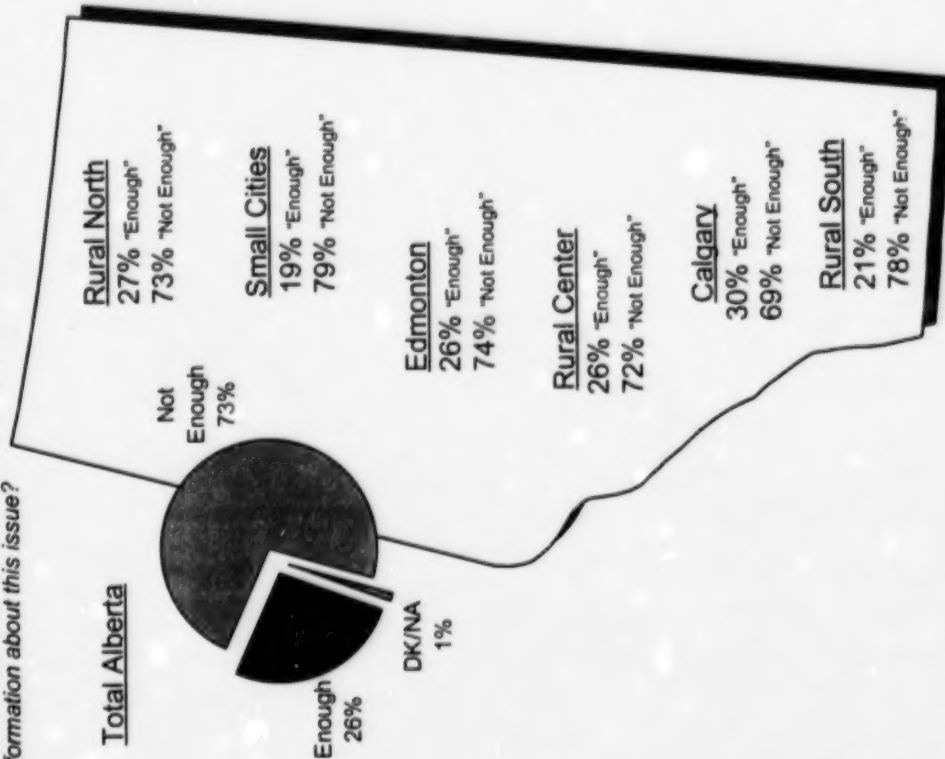 formation about this issue?
Total Alberta
Not
Enough
73%
Enough
26%
DK/NA
1%
Rural North
27% "Enough"
73% "Not Enough"
Small Cities
19% "Enough"
79% "Not Enough"
Edmonton
26% "Enough"
74% "Not Enough"
Rural Center
26% "Enough"
72% "Not Enough"
Calgary
30% "Enough"
69% "Not Enough"
Rural South
21% "Enough"
78% "Not Enough"